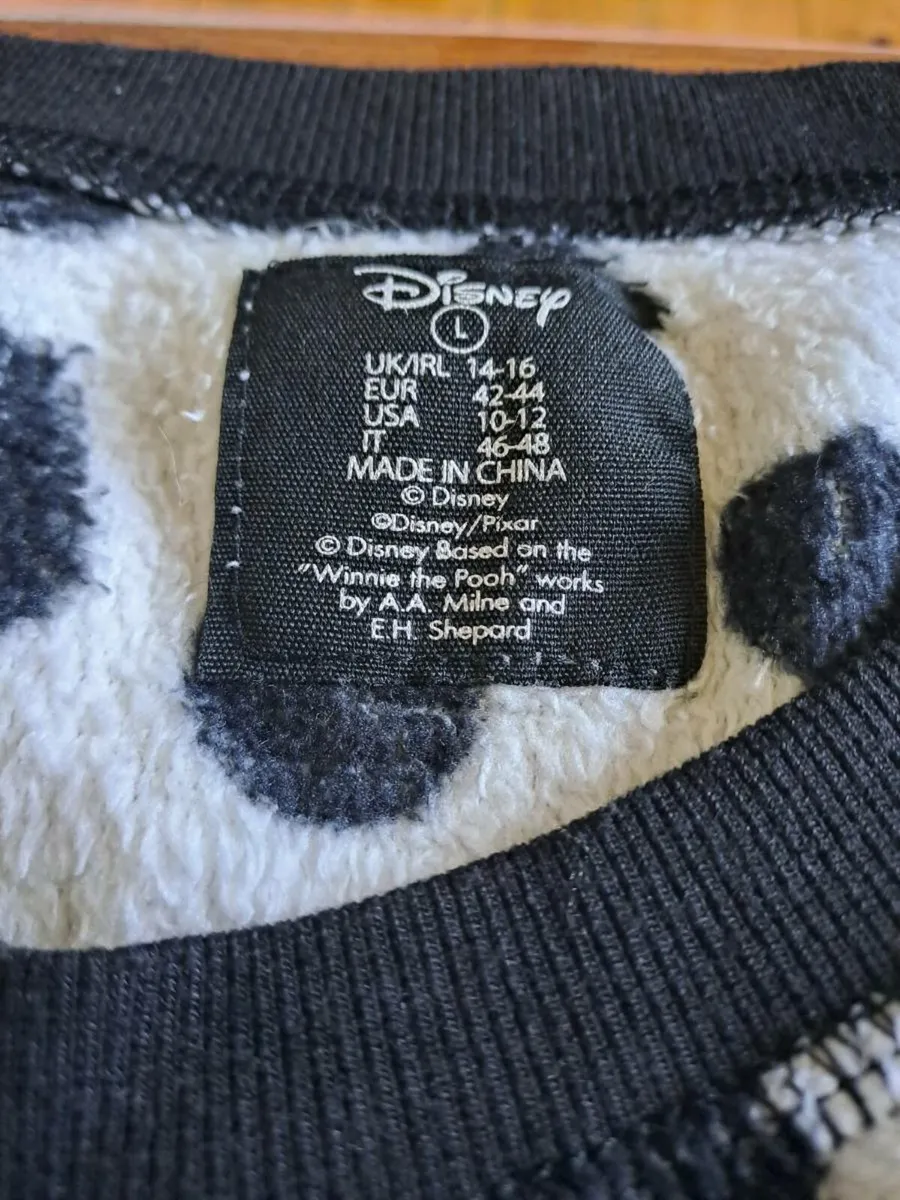 Disney
L
UK/IRL 14-16
EUR 42-44
USA 10-12
IT 46-48
MADE IN CHINA
© Disney
©Disney/Pixar
© Disney Based on the
"Winnie the Pooh" works
by A.A. Milne and
E.H. Shepard